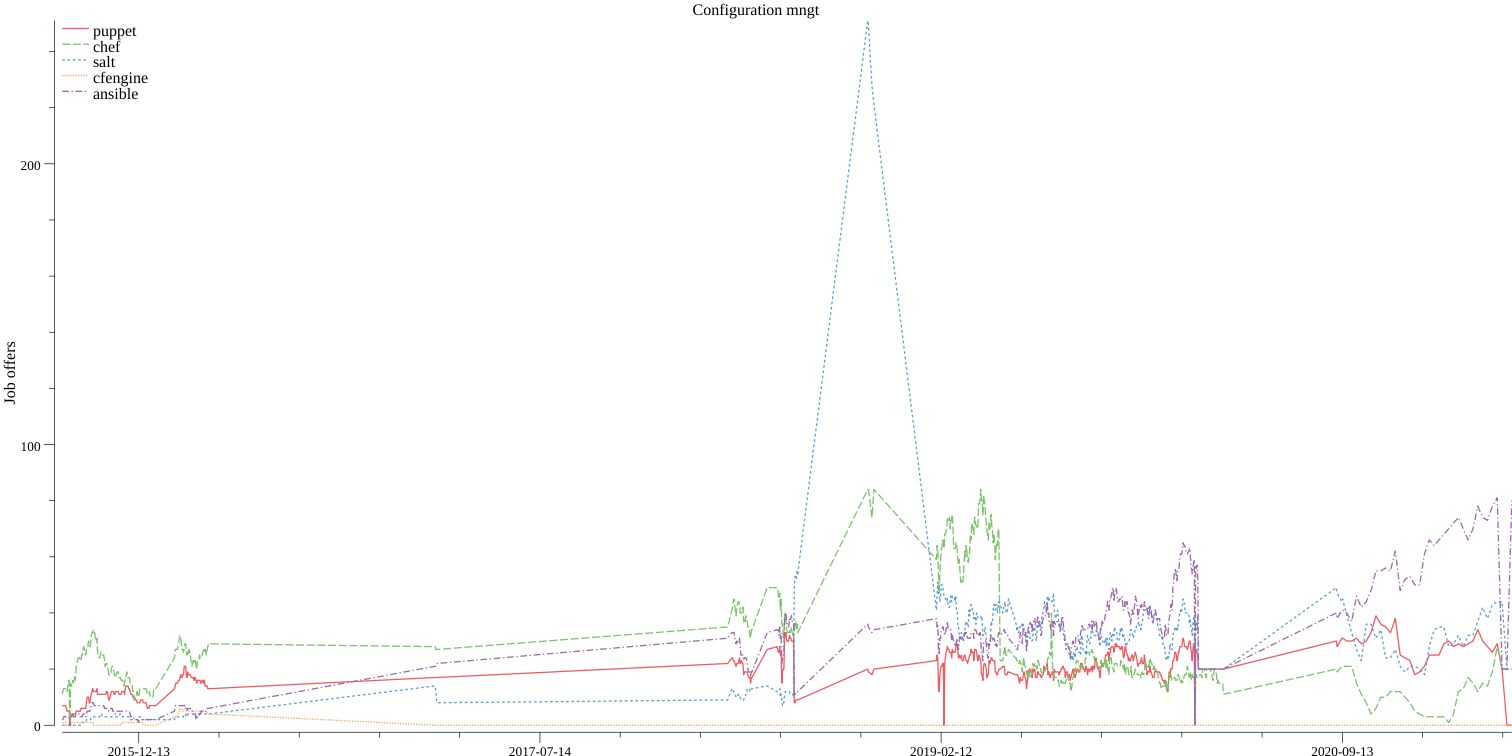 Configuration mngt
puppet
chef
salt
cfengine
ansible
200
100
0
Job offers
2015-12-13
2017-07-14
2019-02-12
2020-09-13